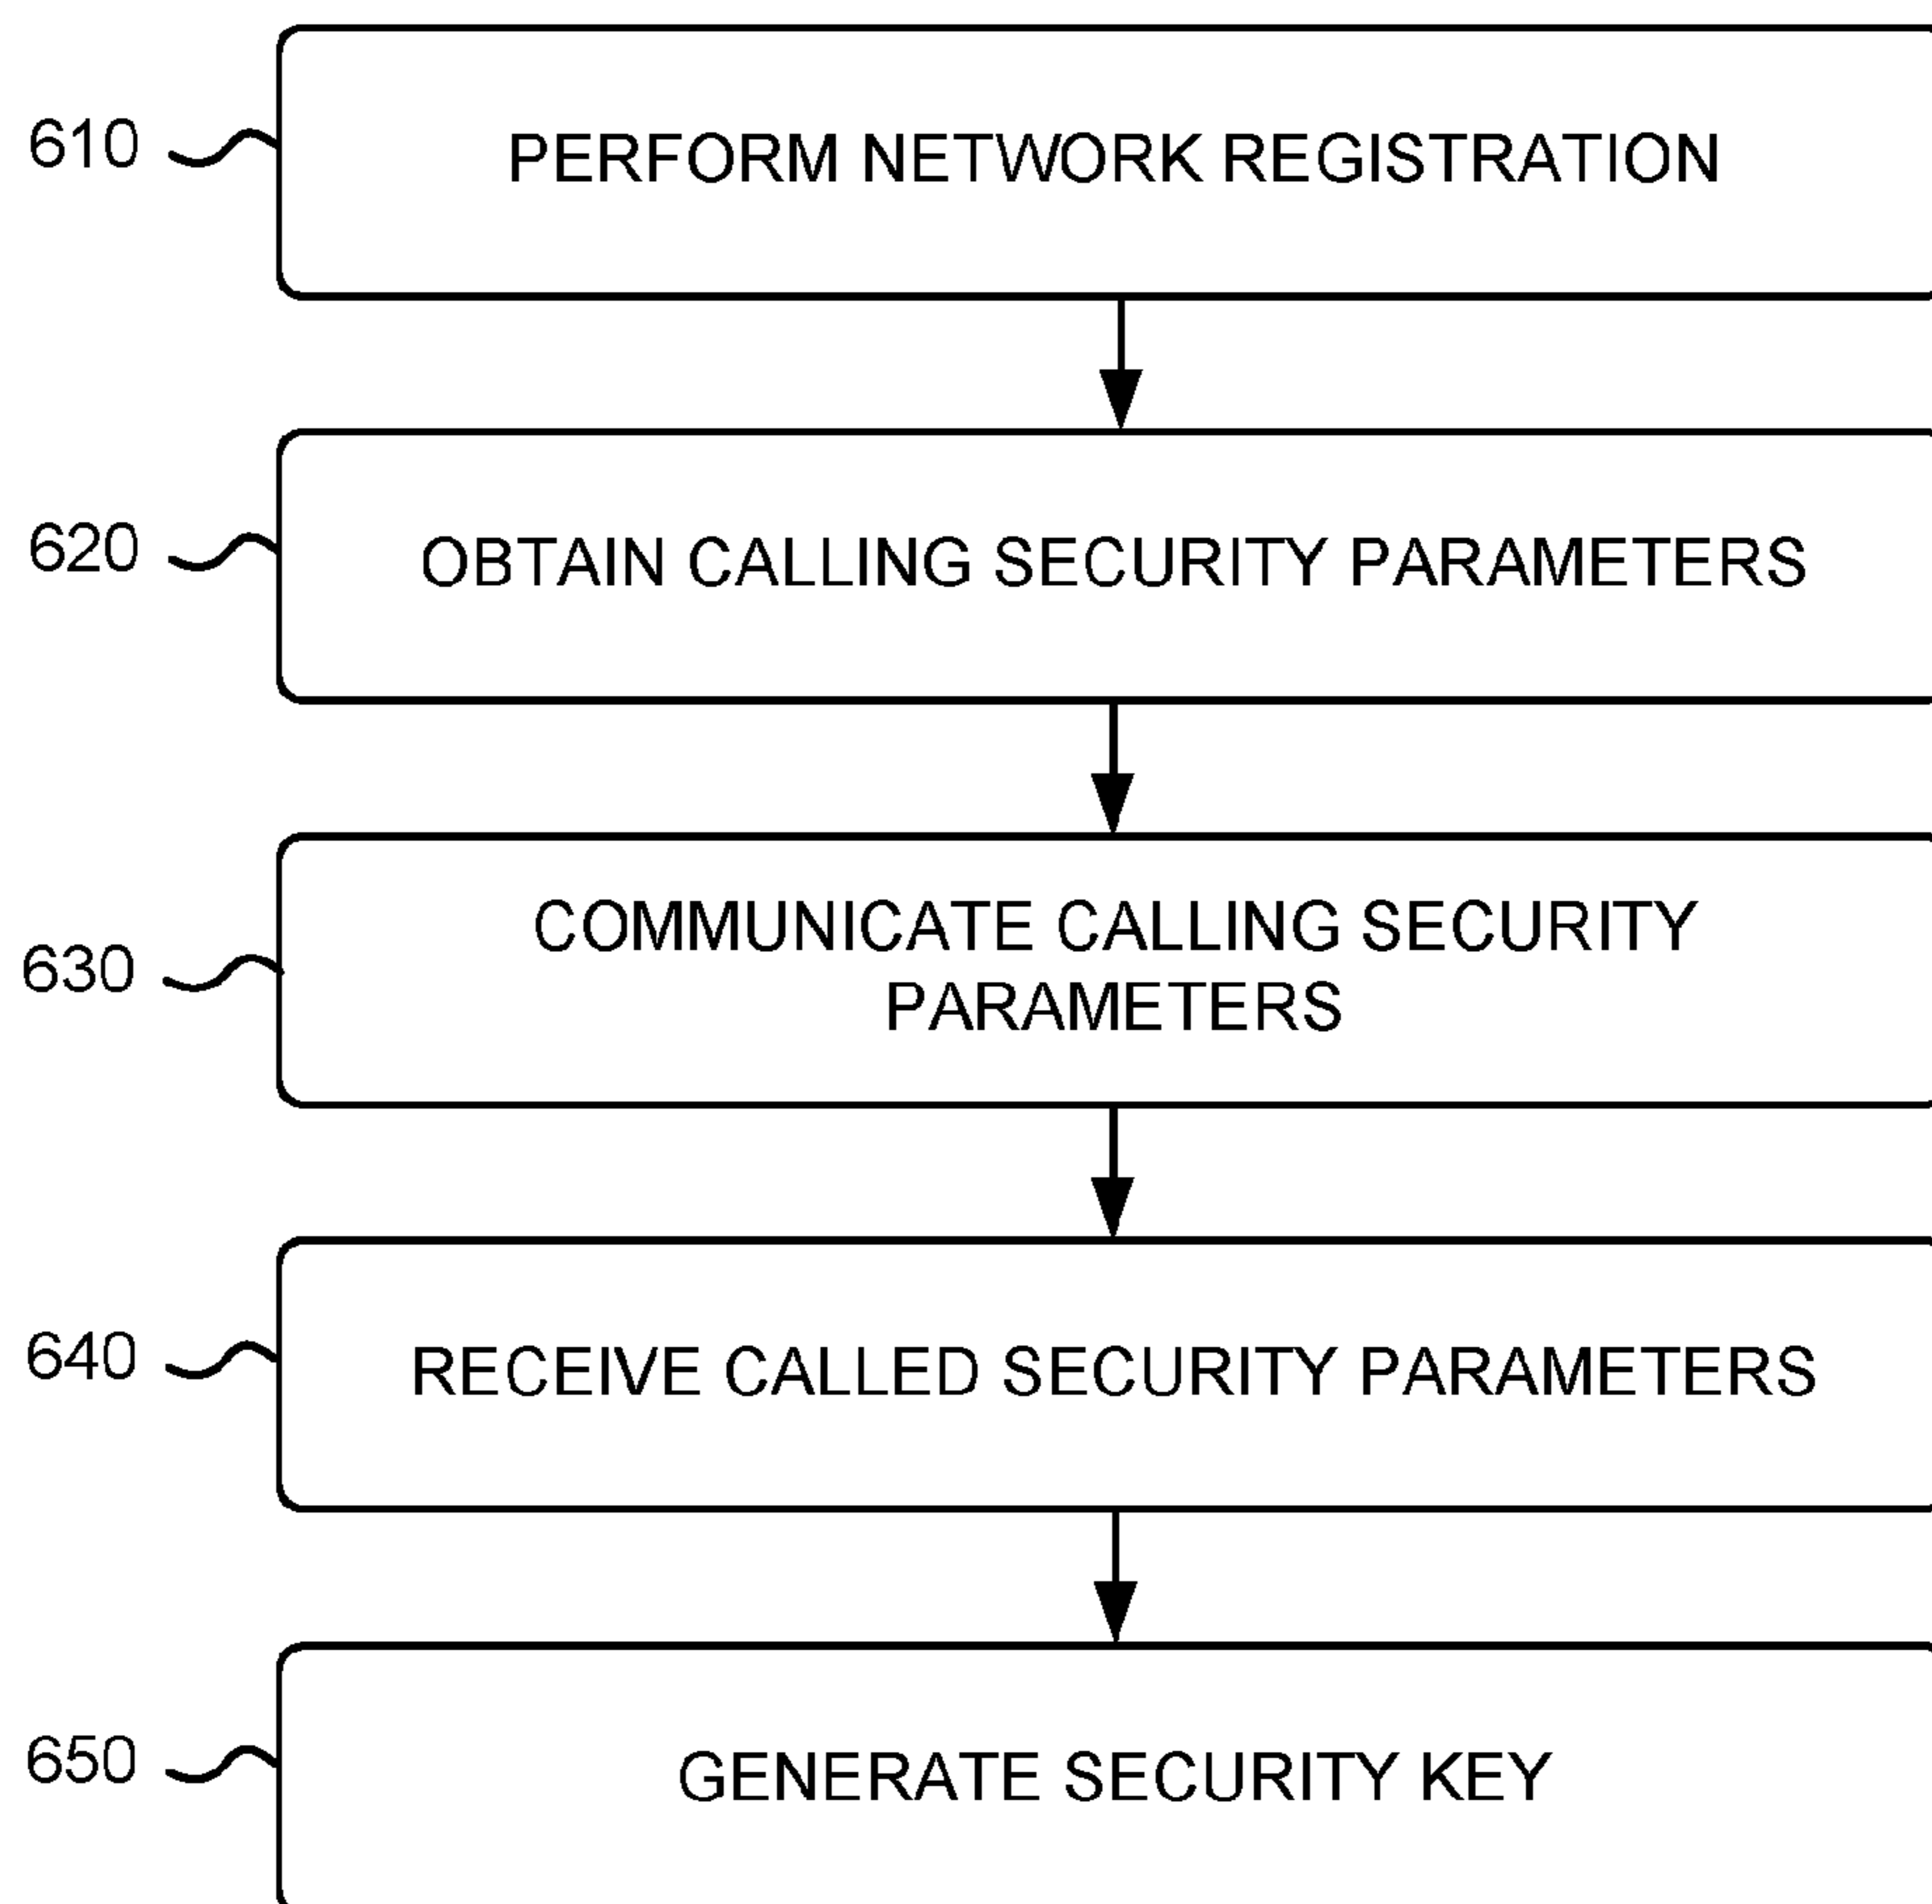 610
PERFORM NETWORK REGISTRATION
620
OBTAIN CALLING SECURITY PARAMETERS
630
COMMUNICATE CALLING SECURITY
PARAMETERS
640
RECEIVE CALLED SECURITY PARAMETERS
650
GENERATE SECURITY KEY